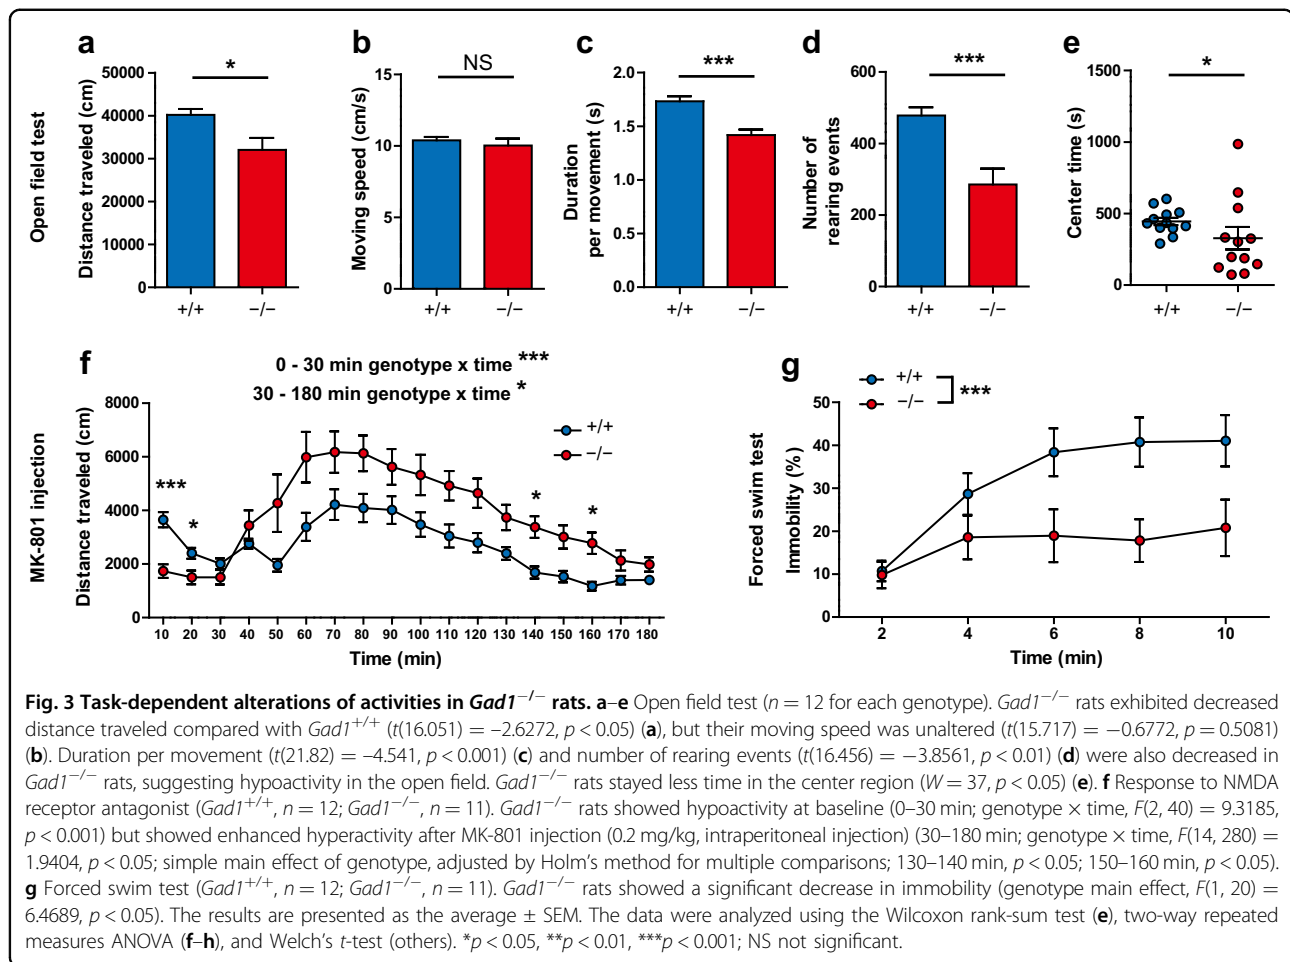 a
b
c
d
e
Open field test
Distance traveled (cm)
50000
40000
30000
20000
10000
0
*
+/+
−/−
Moving speed (cm/s)
15
10
5
0
NS
+/+
−/−
Duration
per movement (s)
2.0
1.5
1.0
0.5
0.0
***
+/+
−/−
Number of
rearing events
600
400
200
0
***
+/+
−/−
Center time (s)
1500
1000
500
0
*
+/+
−/−
f
0 - 30 min genotype x time ***
30 - 180 min genotype x time *
MK-801 injection
Distance traveled (cm)
8000
6000
4000
2000
0
+/+
−/−
***
*
*
*
10 20 30 40 50 60 70 80 90 100 110 120 130 140 150 160 170 180
Time (min)
g
+/+
−/−
***
Forced swim test
Immobility (%)
50
40
30
20
10
0
2 4 6 8 10
Time (min)
Fig. 3 Task-dependent alterations of activities in Gad1−/− rats. a–e Open field test (n = 12 for each genotype). Gad1−/− rats exhibited decreased
distance traveled compared with Gad1+/+ (t(16.051) = –2.6272, p < 0.05) (a), but their moving speed was unaltered (t(15.717) = −0.6772, p = 0.5081)
(b). Duration per movement (t(21.82) = –4.541, p < 0.001) (c) and number of rearing events (t(16.456) = −3.8561, p < 0.01) (d) were also decreased in
Gad1−/− rats, suggesting hypoactivity in the open field. Gad1−/− rats stayed less time in the center region (W = 37, p < 0.05) (e). f Response to NMDA
receptor antagonist (Gad1+/+, n = 12; Gad1−/−, n = 11). Gad1−/− rats showed hypoactivity at baseline (0–30 min; genotype × time, F(2, 40) = 9.3185,
p < 0.001) but showed enhanced hyperactivity after MK-801 injection (0.2 mg/kg, intraperitoneal injection) (30–180 min; genotype × time, F(14, 280) =
1.9404, p < 0.05; simple main effect of genotype, adjusted by Holm's method for multiple comparisons; 130–140 min, p < 0.05; 150–160 min, p < 0.05).
g Forced swim test (Gad1+/+, n = 12; Gad1−/−, n = 11). Gad1−/− rats showed a significant decrease in immobility (genotype main effect, F(1, 20) =
6.4689, p < 0.05). The results are presented as the average ± SEM. The data were analyzed using the Wilcoxon rank-sum test (e), two-way repeated
measures ANOVA (f–h), and Welch's t-test (others). *p < 0.05, **p < 0.01, ***p < 0.001; NS not significant.